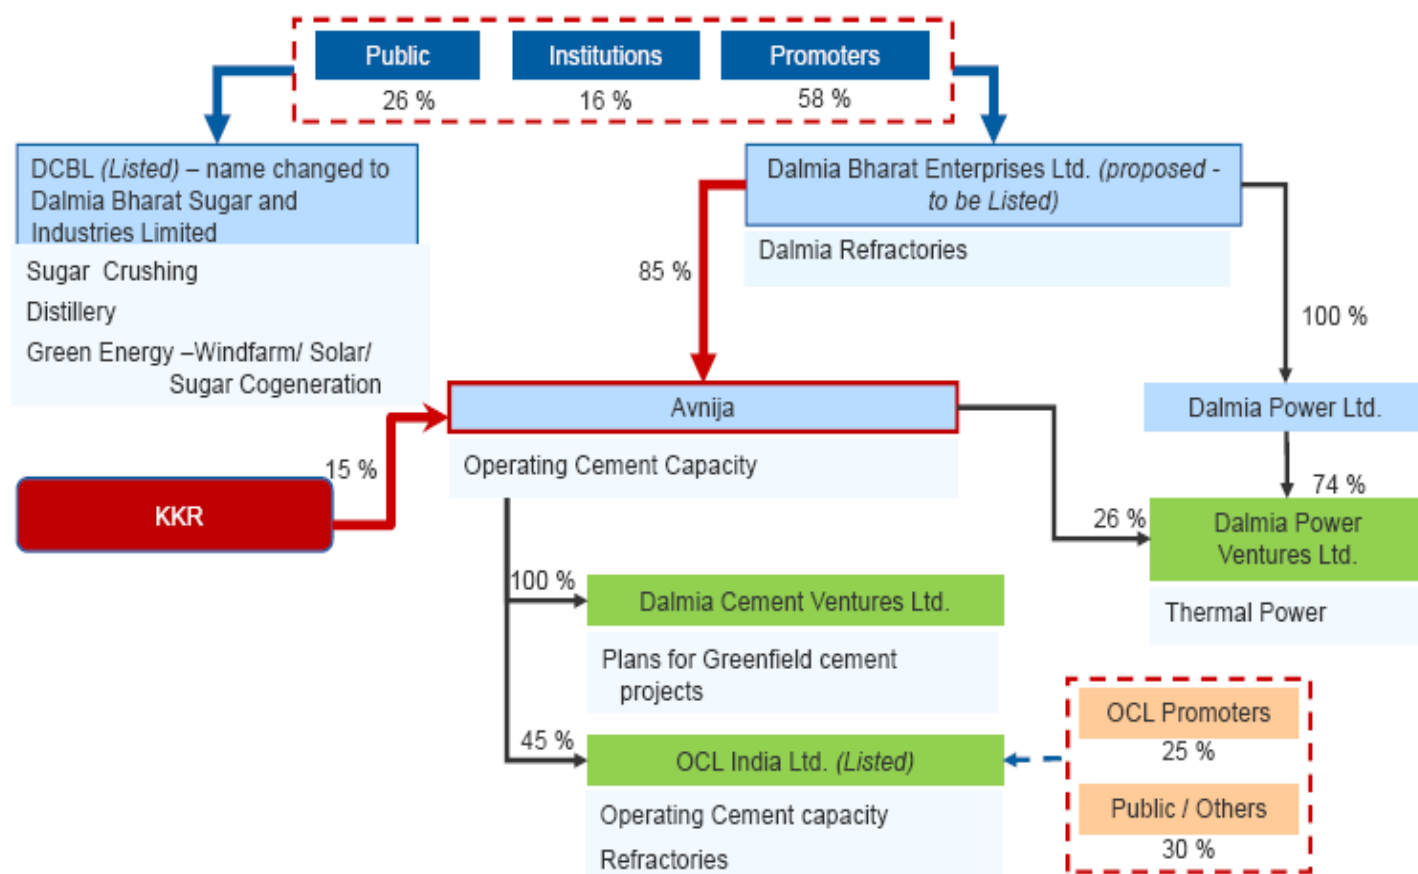 Public
Institutions
Promoters
26 %
16 %
58 %
DCBL (Listed) – name changed to
Dalmia Bharat Sugar and
Industries Limited
Sugar Crushing
Distillery
Green Energy –Windfarm/ Solar/
Sugar Cogeneration
Dalmia Bharat Enterprises Ltd. (proposed -
to be Listed)
Dalmia Refractories
85 %
100 %
Avnija
Operating Cement Capacity
Dalmia Power Ltd.
15 %
KKR
74 %
26 %
Dalmia Power
Ventures Ltd.
Thermal Power
100 %
Dalmia Cement Ventures Ltd.
Plans for Greenfield cement
projects
45 %
OCL India Ltd. (Listed)
Operating Cement capacity
Refractories
OCL Promoters
25 %
Public / Others
30 %